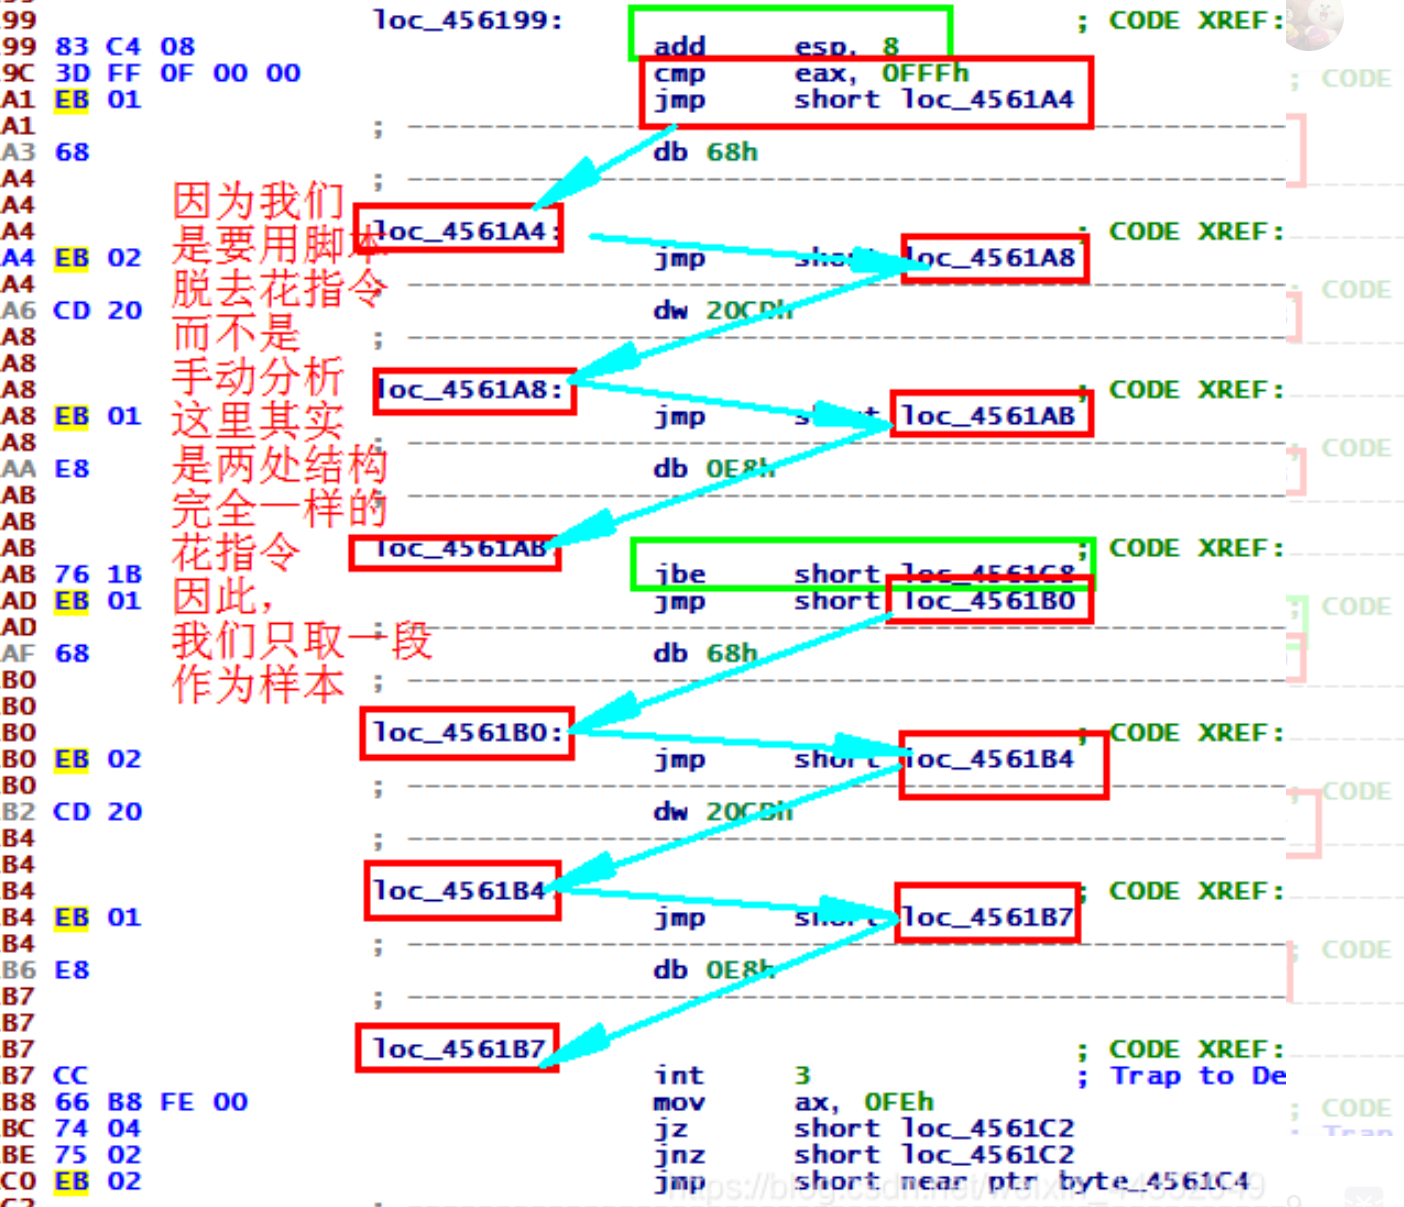 99 loc_456199: ; CODE XREF:
99 83 C4 08 add esp, 8
9C 3D FF 0F 00 00 cmp eax, 0FFFh ; CODE
A1 EB 01 jmp short loc_4561A4
A1 ;
A3 68 db 68h
A4 ;
A4 因为我们
A4 loc_4561A4: ; CODE XREF:
是要用脚本
A4 EB 02 jmp short loc_4561A8
A4 ; ; CODE
脱去花指令
A6 CD 20 dw 20CDh
A8 ;
而不是
A8
A8 loc_4561A8: ; CODE XREF:
手动分析
A8 EB 01 jmp short loc_4561AB
这里其实
A8 ; ; CODE
AA E8 db 0E8h
是两处结构
AB ;
AB 完全一样的
AB loc_4561AB: ; CODE XREF:
花指令
AB 76 1B jbe short loc_4561C8
AD EB 01 jmp short loc_4561B0 ; CODE
因此，
AD ;
我们只取一段
AF 68 db 68h
B0 ;
作为样本
B0
B0 loc_4561B0: ; CODE XREF:
B0 EB 02 jmp short loc_4561B4
B0 ; ; CODE
B2 CD 20 dw 20CDh
B4 ;
B4
B4 loc_4561B4: ; CODE XREF:
B4 EB 01 jmp short loc_4561B7
B4 ; ; CODE
B6 E8 db 0E8h
B7 ;
B7
B7 loc_4561B7: ; CODE XREF:
B7 CC int 3 ; Trap to De
B8 66 B8 FE 00 mov ax, 0FEh ; CODE
BC 74 04 jz short loc_4561C2 ; Trap
BE 75 02 jnz short loc_4561C2
C0 EB 02 jmp short near ptr byte_4561C4